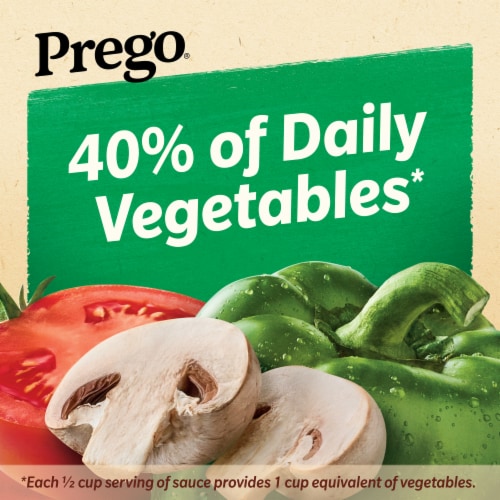 Prego®
40% of Daily
Vegetables*
*Each ½ cup serving of sauce provides 1 cup equivalent of vegetables.